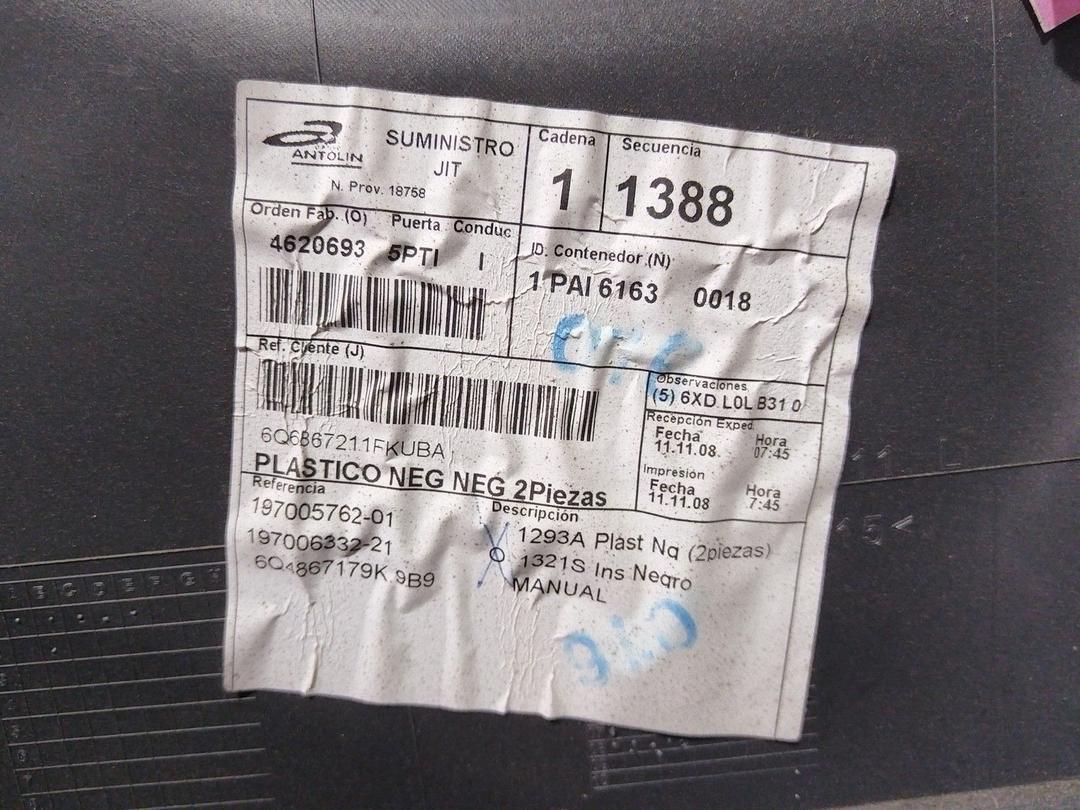 ANTOLIN
SUMINISTRO
JIT
N. Prov. 18758
Cadena
1
Secuencia
1388
Orden Fab. (O) Puerta Conduc
4620693 5PTI I
ID. Contenedor (N)
1 PAI 6163 0018
Ref. Cliente (J)
6Q6867211FKUBA
PLASTICO NEG NEG 2Piezas
Observaciones
(5) 6XD L0L B31 0
Recepción Exped.
Fecha Hora
11.11.08. 07:45
Impresión
Fecha Hora
11.11.08 7:45
Referencia Descripción
197005762-01 1293A Plast Nq (2piezas)
197006332-21 1321S Ins Negro
6Q4867179K 9B9 MANUAL
15<